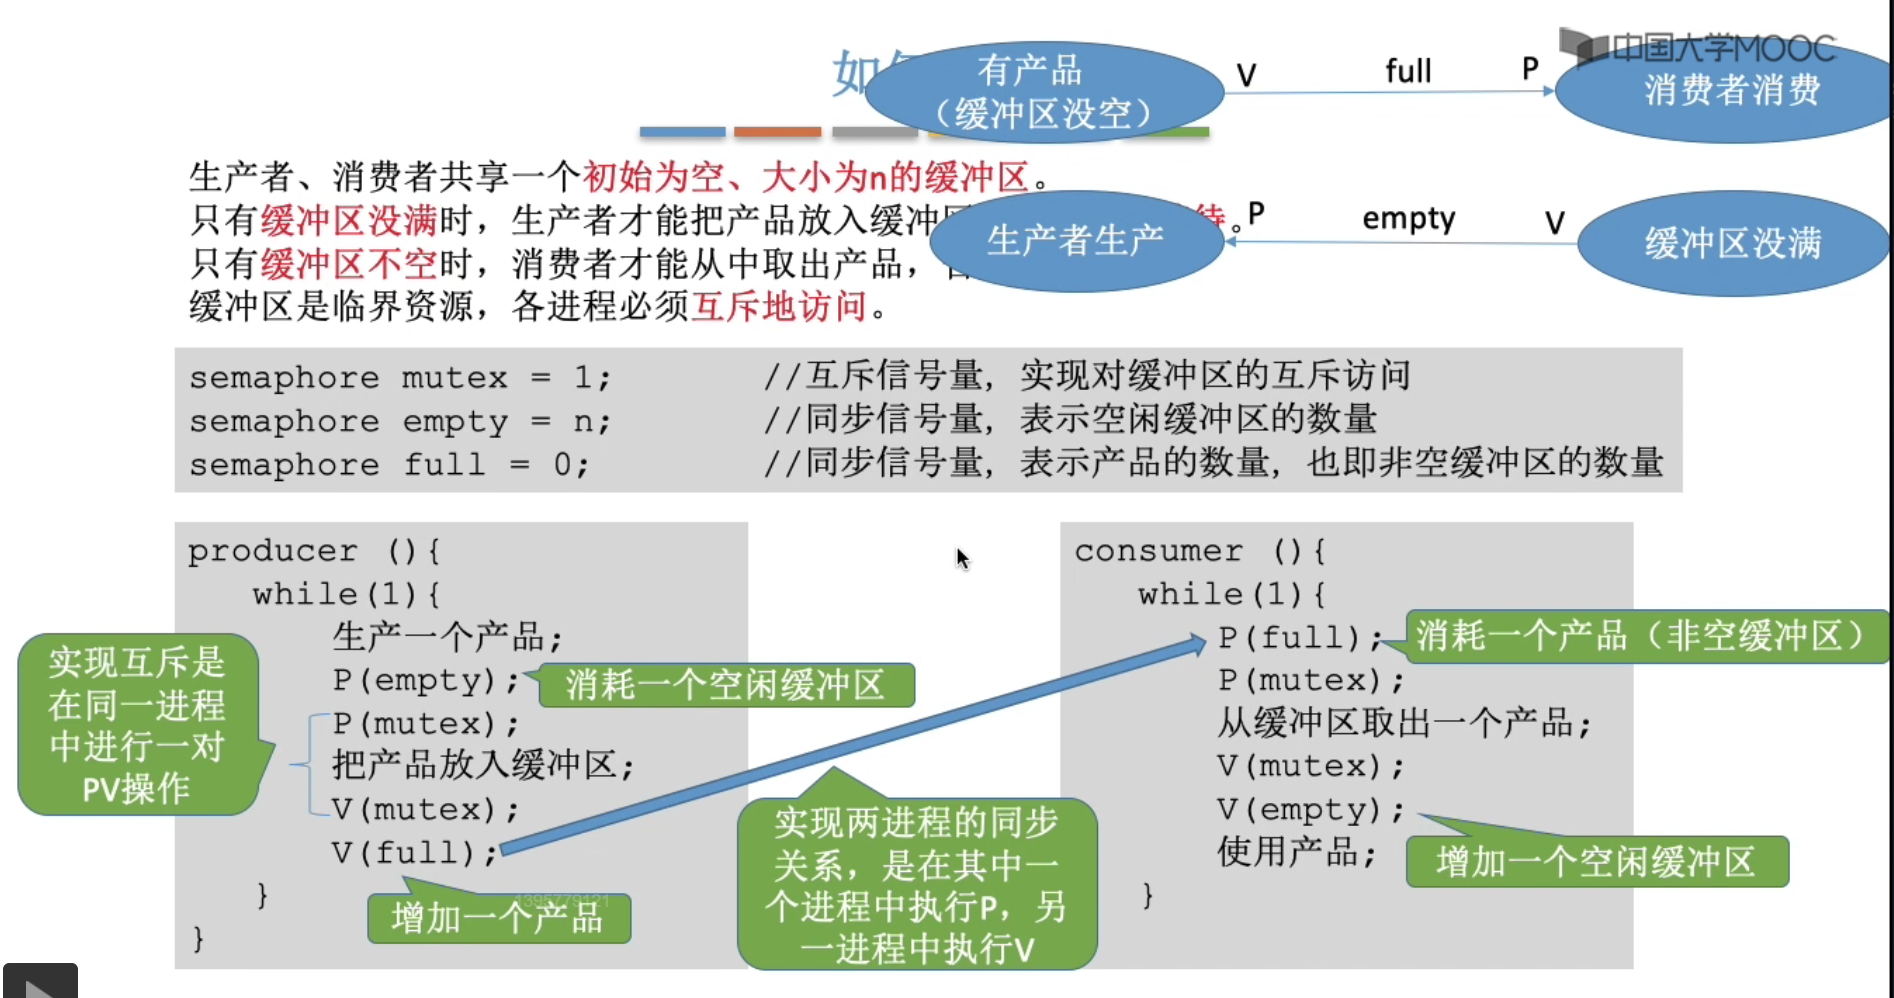 如
有产品
（缓冲区没空）
V
full
P
中国大学MOOC
消费者消费
生产者、消费者共享一个初始为空、大小为n的缓冲区。
只有缓冲区没满时，生产者才能把产品放入缓冲
待。
P
empty
V
生产者生产
缓冲区没满
只有缓冲区不空时，消费者才能从中取出产品，
缓冲区是临界资源，各进程必须互斥地访问。
semaphore mutex = 1; //互斥信号量，实现对缓冲区的互斥访问
semaphore empty = n; //同步信号量，表示空闲缓冲区的数量
semaphore full = 0; //同步信号量，表示产品的数量，也即非空缓冲区的数量
producer (){
while(1){
生产一个产品;
P(empty);
消耗一个空闲缓冲区
P(mutex);
把产品放入缓冲区;
V(mutex);
V(full);
增加一个产品
1395779121
}
}
实现互斥是
在同一进程
中进行一对
PV操作
实现两进程的同步
关系，是在其中一
个进程中执行P，另
一进程中执行V
consumer (){
while(1){
P(full);
消耗一个产品（非空缓冲区）
P(mutex);
从缓冲区取出一个产品;
V(mutex);
V(empty);
增加一个空闲缓冲区
使用产品;
}